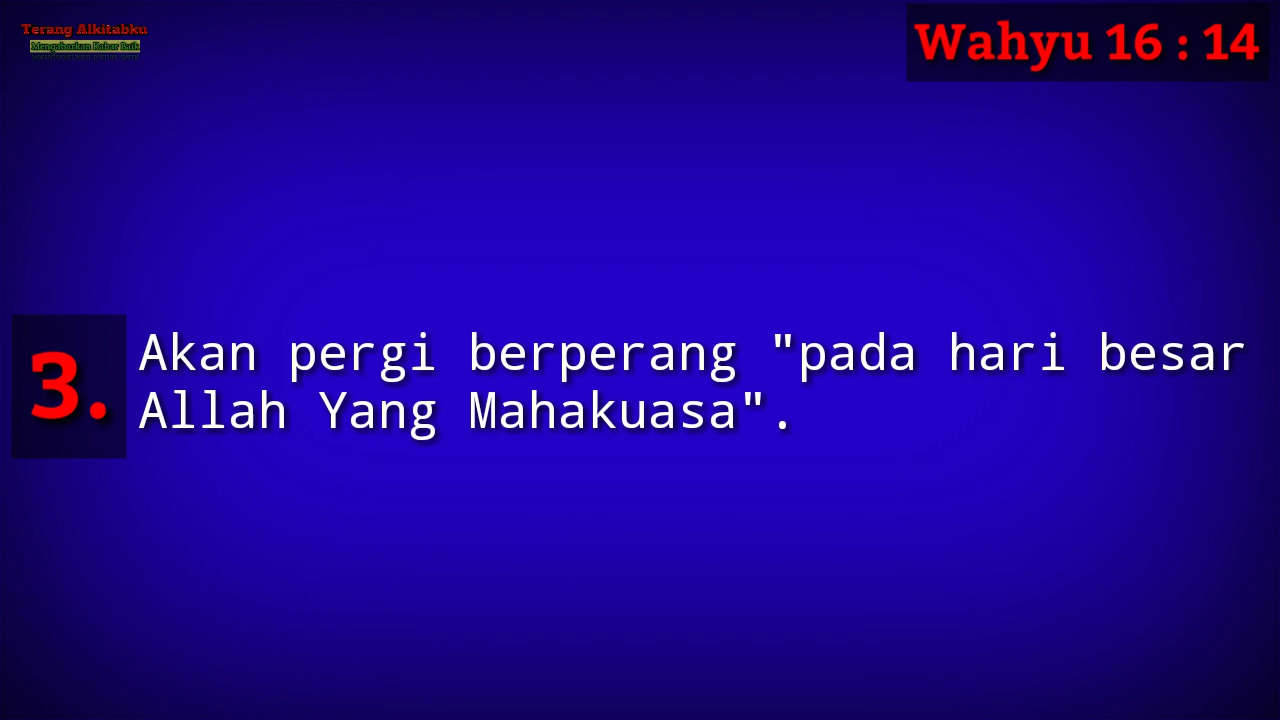 Terang Alkitabku
Mengabarkan Kabar Baik
Wahyu 16 : 14
3.
Akan pergi berperang "pada hari besar
Allah Yang Mahakuasa".